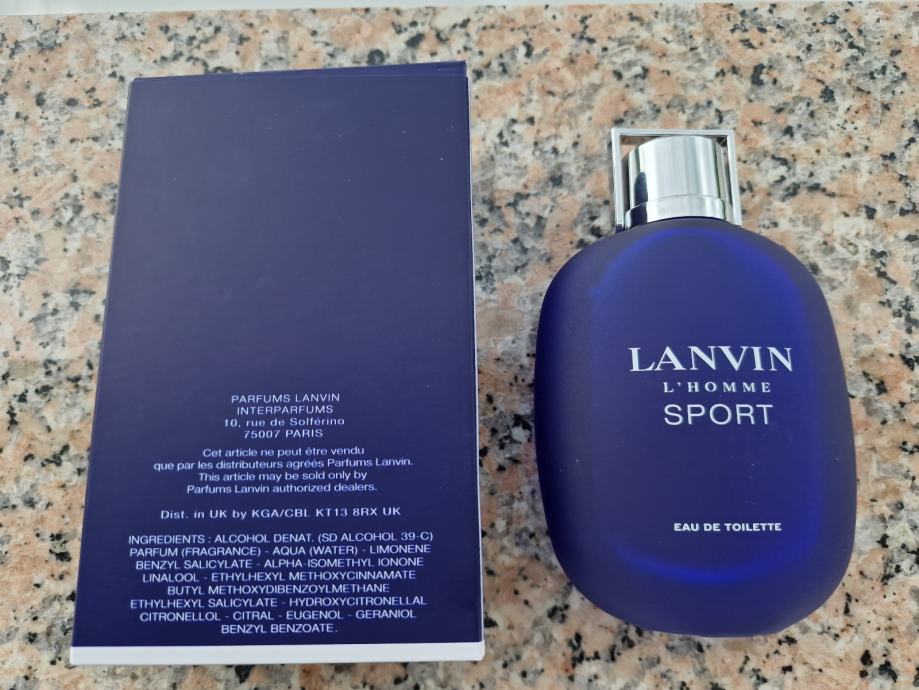 PARFUMS LANVIN
INTERPARFUMS
10, rue de Solférino
75007 PARIS
Cet article ne peut être vendu
que par les distributeurs agréés Parfums Lanvin.
This article may be sold only by
Parfums Lanvin authorized dealers.
Dist. in UK by KGA/CBL KT13 8RX UK
INGREDIENTS : ALCOHOL DENAT. (SD ALCOHOL 39-C)
PARFUM (FRAGRANCE) - AQUA (WATER) - LIMONENE
BENZYL SALICYLATE - ALPHA-ISOMETHYL IONONE
LINALOOL - ETHYLHEXYL METHOXYCINNAMATE
BUTYL METHOXYDIBENZOYLMETHANE
ETHYLHEXYL SALICYLATE - HYDROXYCITRONELLAL
CITRONELLOL - CITRAL - EUGENOL - GERANIOL
BENZYL BENZOATE.
LANVIN
L'HOMME
SPORT
EAU DE TOILETTE